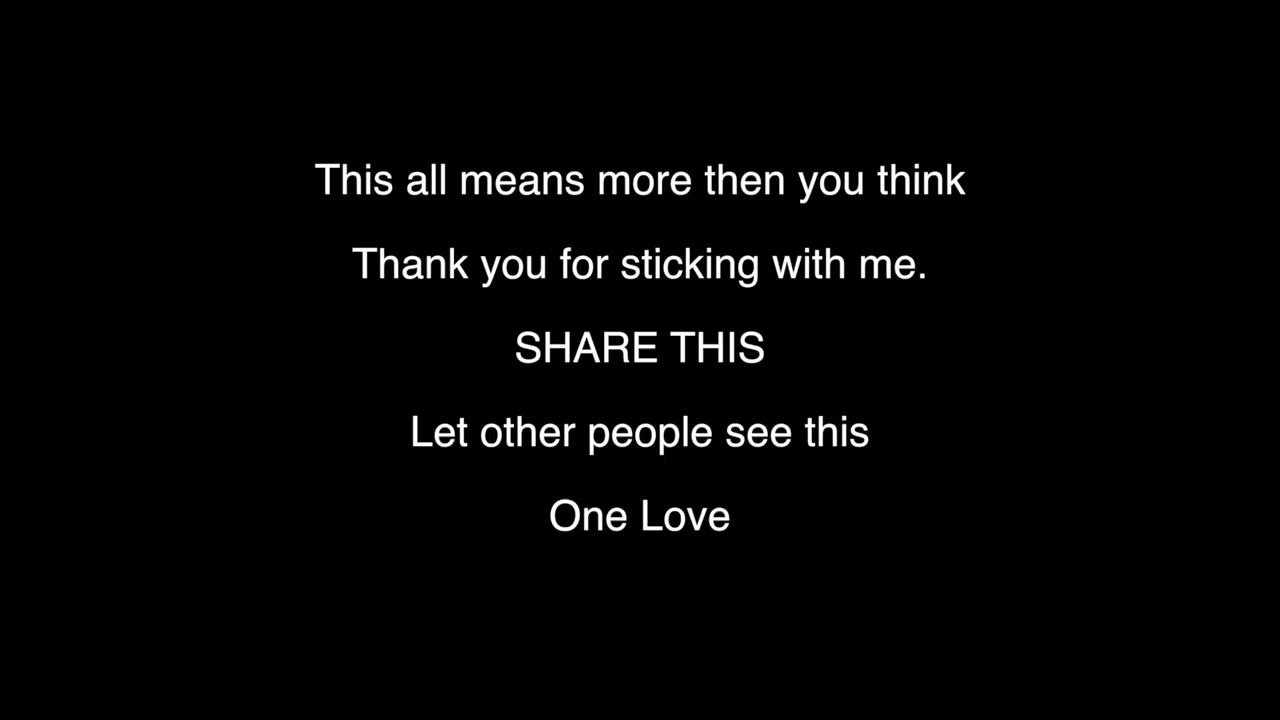 This all means more then you think
Thank you for sticking with me.
SHARE THIS
Let other people see this
One Love